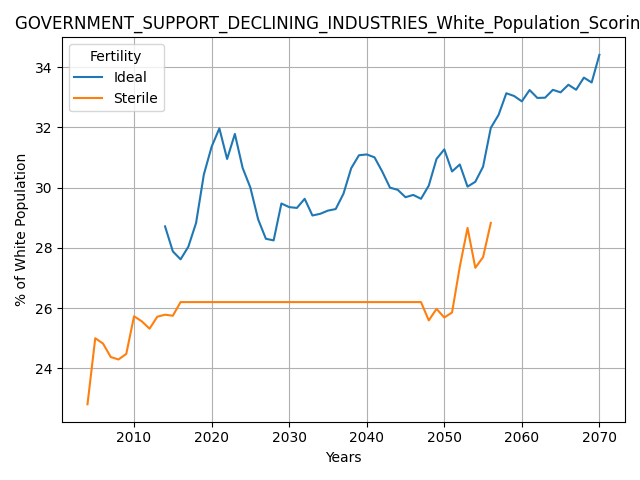 GOVERNMENT_SUPPORT_DECLINING_INDUSTRIES_White_Population_Scorin
Fertility
Ideal
Sterile
% of White Population
34
32
30
28
26
24
2010 2020 2030 2040 2050 2060 2070
Years